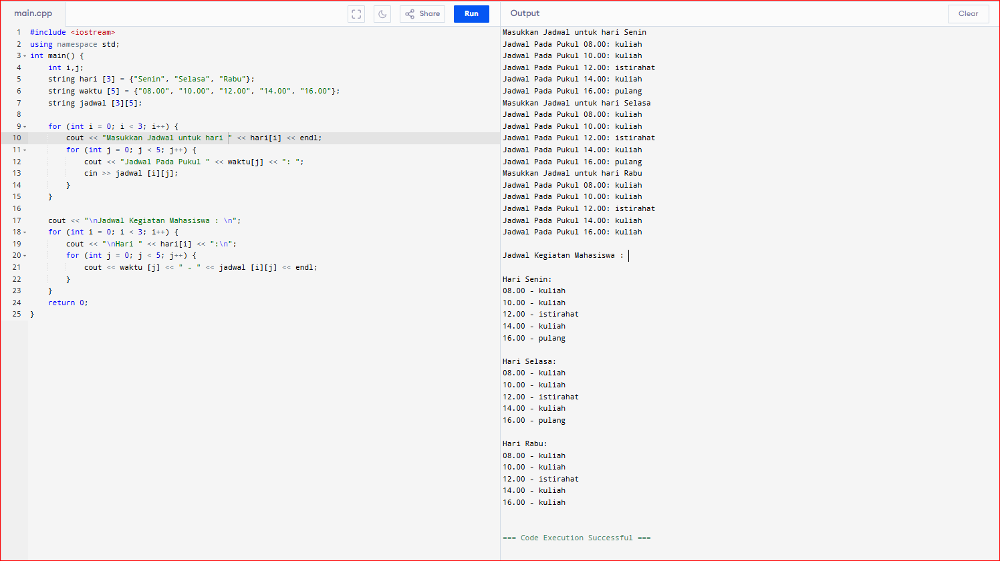 main.cpp
Share
Run
Output
Clear
1 #include <iostream>
2 using namespace std;
3 int main() {
4     int i,j;
5     string hari [3] = {"Senin", "Selasa", "Rabu"};
6     string waktu [5] = {"08.00", "10.00", "12.00", "14.00", "16.00"};
7     string jadwal [3][5];
8
9     for (int i = 0; i < 3; i++) {
10         cout << "Masukkan Jadwal untuk hari " << hari[i] << endl;
11         for (int j = 0; j < 5; j++) {
12             cout << "Jadwal Pada Pukul " << waktu[j] << ": ";
13             cin >> jadwal [i][j];
14         }
15     }
16
17     cout << "\nJadwal Kegiatan Mahasiswa : \n";
18     for (int i = 0; i < 3; i++) {
19         cout << "\nHari " << hari[i] << ":\n";
20         for (int j = 0; j < 5; j++) {
21             cout << waktu [j] << " - " << jadwal [i][j] << endl;
22         }
23     }
24     return 0;
25 }
Masukkan Jadwal untuk hari Senin
Jadwal Pada Pukul 08.00: kuliah
Jadwal Pada Pukul 10.00: kuliah
Jadwal Pada Pukul 12.00: istirahat
Jadwal Pada Pukul 14.00: kuliah
Jadwal Pada Pukul 16.00: pulang
Masukkan Jadwal untuk hari Selasa
Jadwal Pada Pukul 08.00: kuliah
Jadwal Pada Pukul 10.00: kuliah
Jadwal Pada Pukul 12.00: istirahat
Jadwal Pada Pukul 14.00: kuliah
Jadwal Pada Pukul 16.00: pulang
Masukkan Jadwal untuk hari Rabu
Jadwal Pada Pukul 08.00: kuliah
Jadwal Pada Pukul 10.00: kuliah
Jadwal Pada Pukul 12.00: istirahat
Jadwal Pada Pukul 14.00: kuliah
Jadwal Pada Pukul 16.00: kuliah

Jadwal Kegiatan Mahasiswa :

Hari Senin:
08.00 - kuliah
10.00 - kuliah
12.00 - istirahat
14.00 - kuliah
16.00 - pulang

Hari Selasa:
08.00 - kuliah
10.00 - kuliah
12.00 - istirahat
14.00 - kuliah
16.00 - pulang

Hari Rabu:
08.00 - kuliah
10.00 - kuliah
12.00 - istirahat
14.00 - kuliah
16.00 - kuliah

=== Code Execution Successful ===